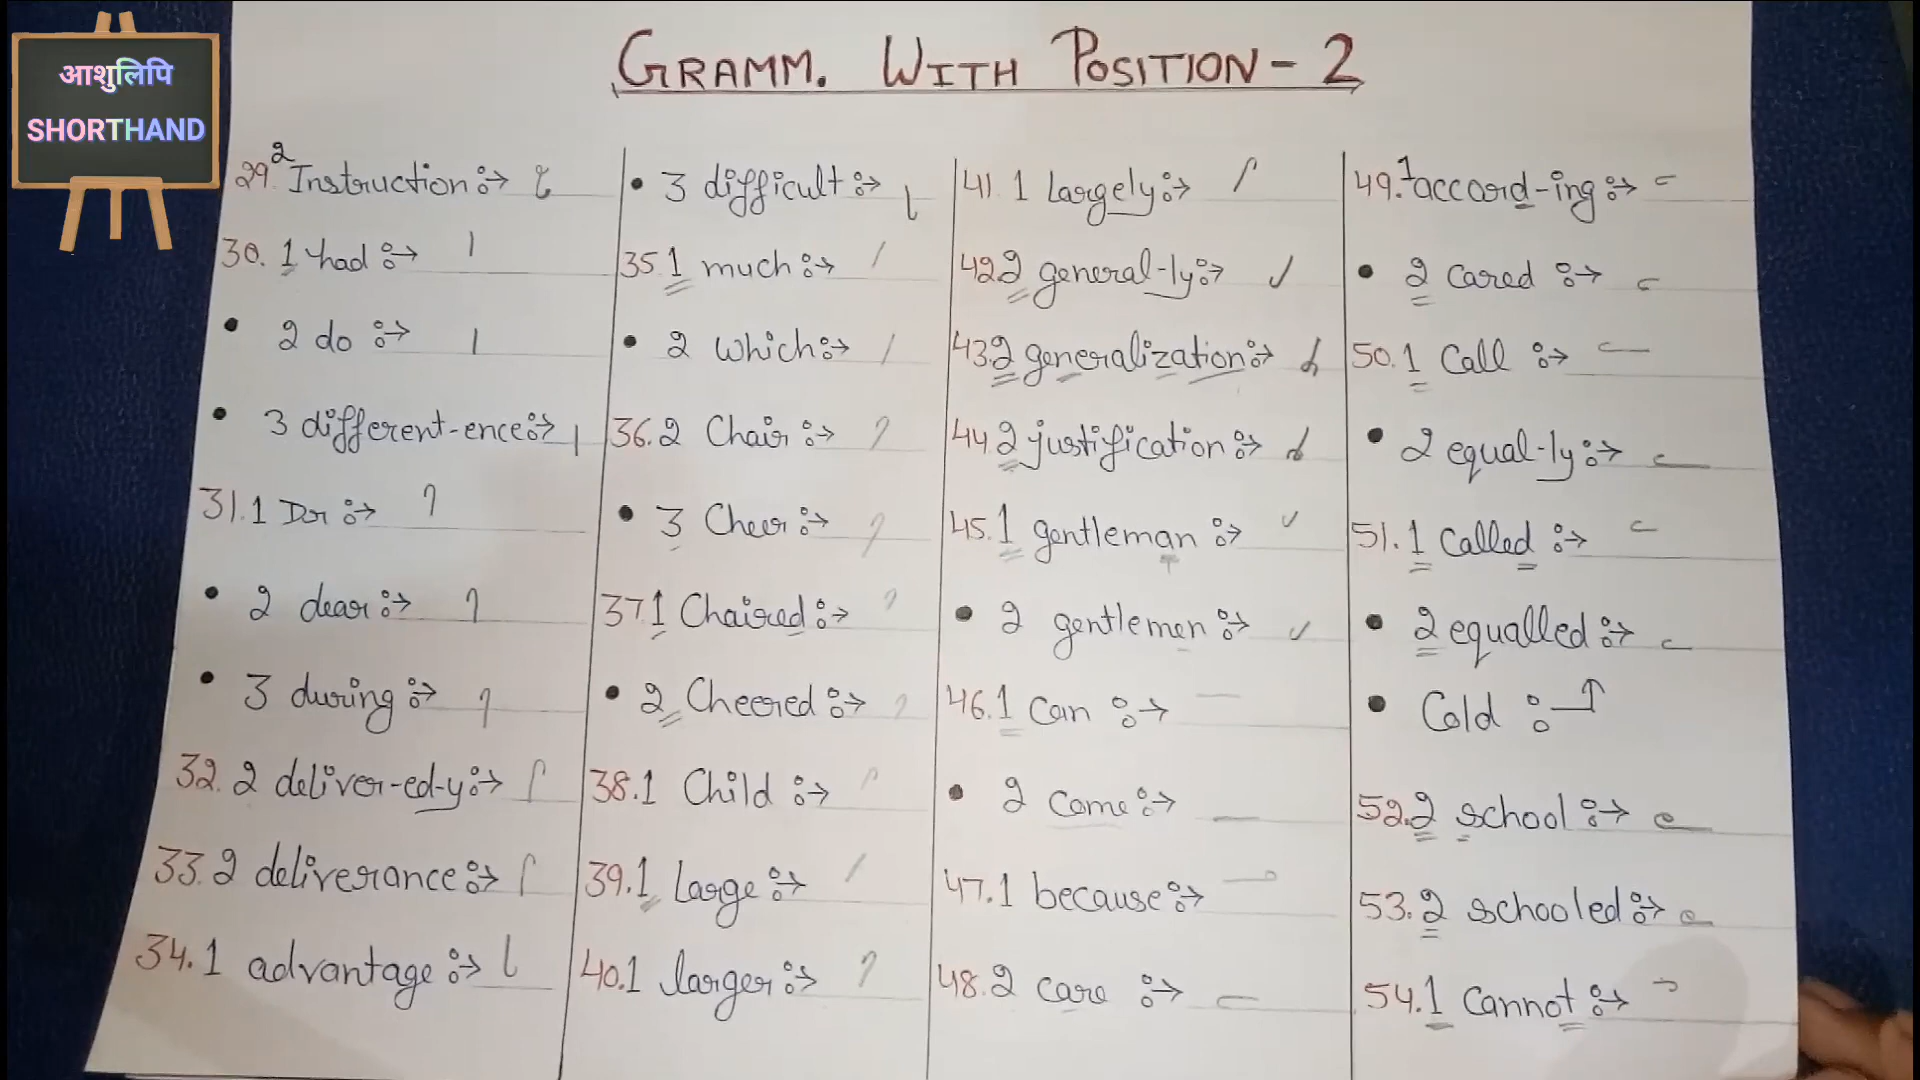 आशुलिपि
SHORTHAND
GRAMM. WITH POSITION - 2
29. 2 Instruction :→
30. 1 had :→
• 2 do :→
• 3 different-ence :→
31. 1 Dr :→
• 2 dear :→
• 3 during :→
32. 2 deliver-ed-y :→
33. 2 deliverance :→
34. 1 advantage :→
• 3 difficult :→
35 1 much :→
• 2 which :→
36. 2 Chair :→
• 3 Cheer :→
37 1 Chaired :→
• 2 Cheered :→
38. 1 Child :→
39. 1 Large :→
40. 1 larger :→
41. 1 Largely :→
42 2 general-ly :→
43. 2 generalization :→
44 2 justification :→
45. 1 gentleman :→
• 2 gentlemen :→
46. 1 Can :→
• 2 come :→
47. 1 because :→
48. 2 care :→
49. 1 accord-ing :→
• 2 Cared :→
50. 1 Call :→
• 2 equal-ly :→
51. 1 Called :→
• 2 equalled :→
• Cold :
52. 2 school :→
53. 2 schooled :→
54. 1 Cannot :→